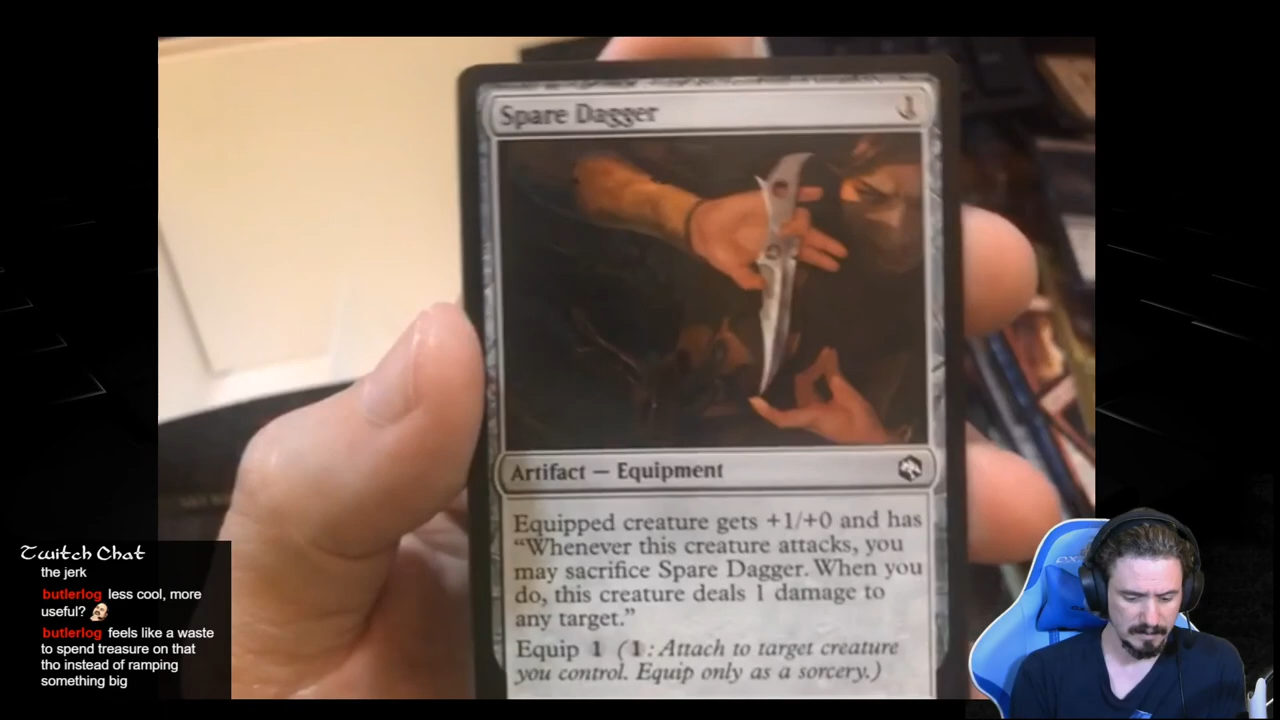 Spare Dagger
1
Artifact — Equipment
Equipped creature gets +1/+0 and has
“Whenever this creature attacks, you
may sacrifice Spare Dagger. When you
do, this creature deals 1 damage to
any target.”
Equip 1 (1: Attach to target creature
you control. Equip only as a sorcery.)
Twitch Chat
the jerk
butlerlog less cool, more
useful?
butlerlog feels like a waste
to spend treasure on that
tho instead of ramping
something big